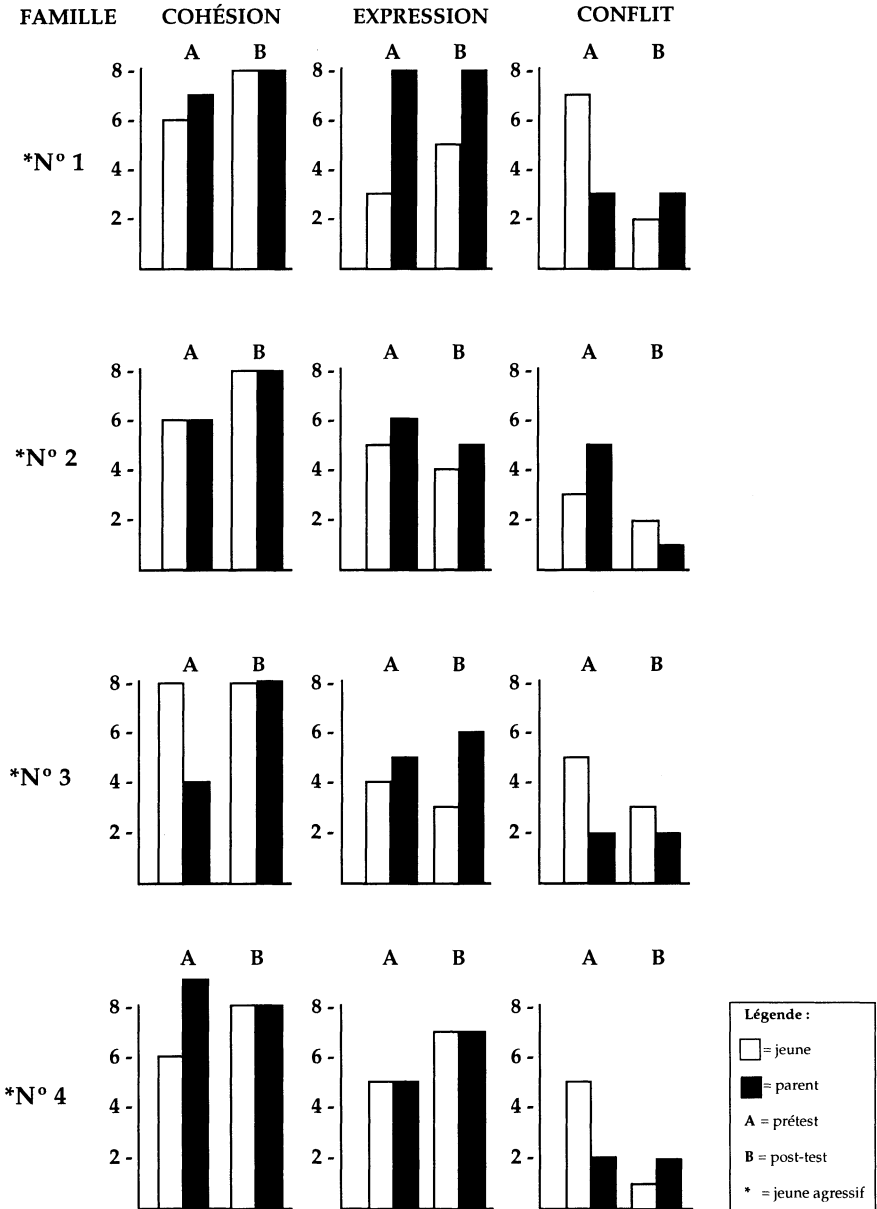 FAMILLE COHÉSION EXPRESSION CONFLIT
A B A B A B
8 - 8 - 8 -
6 - 6 - 6 -
*Nº 1
4 - 4 - 4 -
2 - 2 - 2 -
A B A B A B
8 - 8 - 8 -
6 - 6 - 6 -
*Nº 2
4 - 4 - 4 -
2 - 2 - 2 -
A B A B A B
8 - 8 - 8 -
6 - 6 - 6 -
*Nº 3
4 - 4 - 4 -
2 - 2 - 2 -
A B A B A B
8 - 8 - 8 -
6 - 6 - 6 -
*Nº 4
4 - 4 - 4 -
2 - 2 - 2 -
Légende :
= jeune
= parent
A = prétest
B = post-test
* = jeune agressif